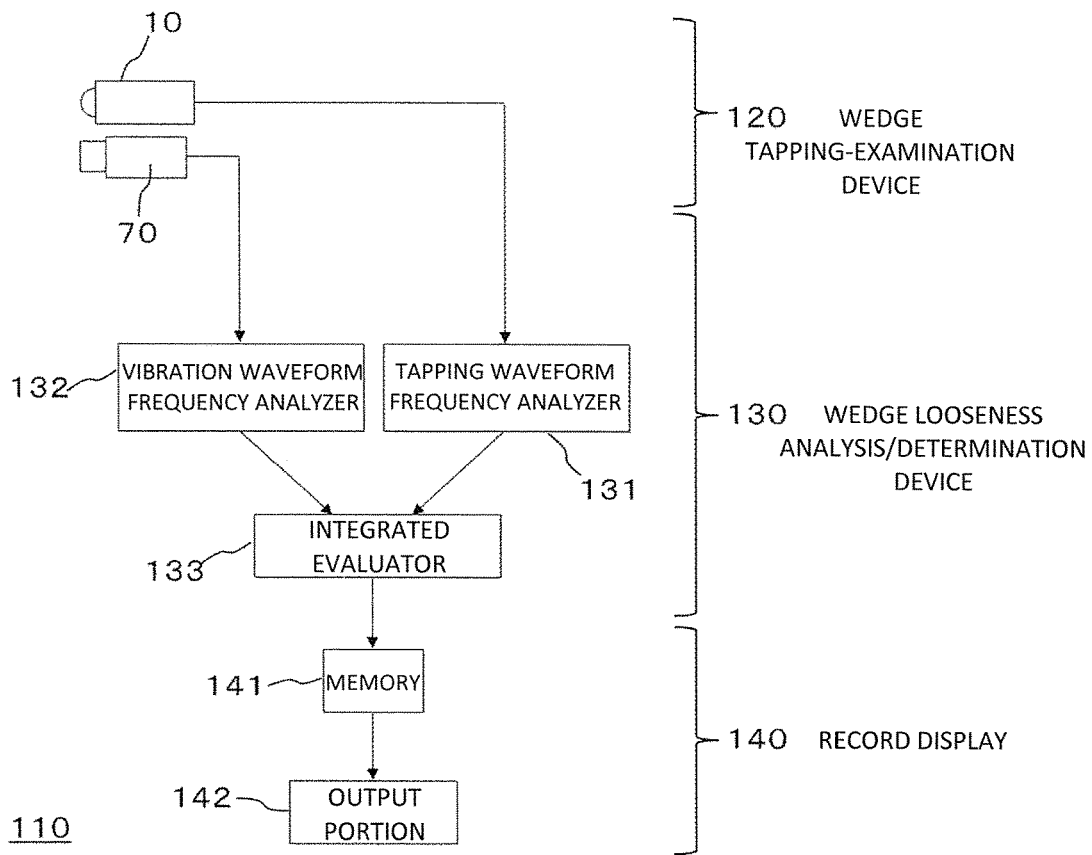 10
70
120 WEDGE
TAPPING-EXAMINATION
DEVICE
132
VIBRATION WAVEFORM
FREQUENCY ANALYZER
TAPPING WAVEFORM
FREQUENCY ANALYZER
131
130 WEDGE LOOSENESS
ANALYSIS/DETERMINATION
DEVICE
133
INTEGRATED
EVALUATOR
141
MEMORY
140 RECORD DISPLAY
142
OUTPUT
PORTION
110